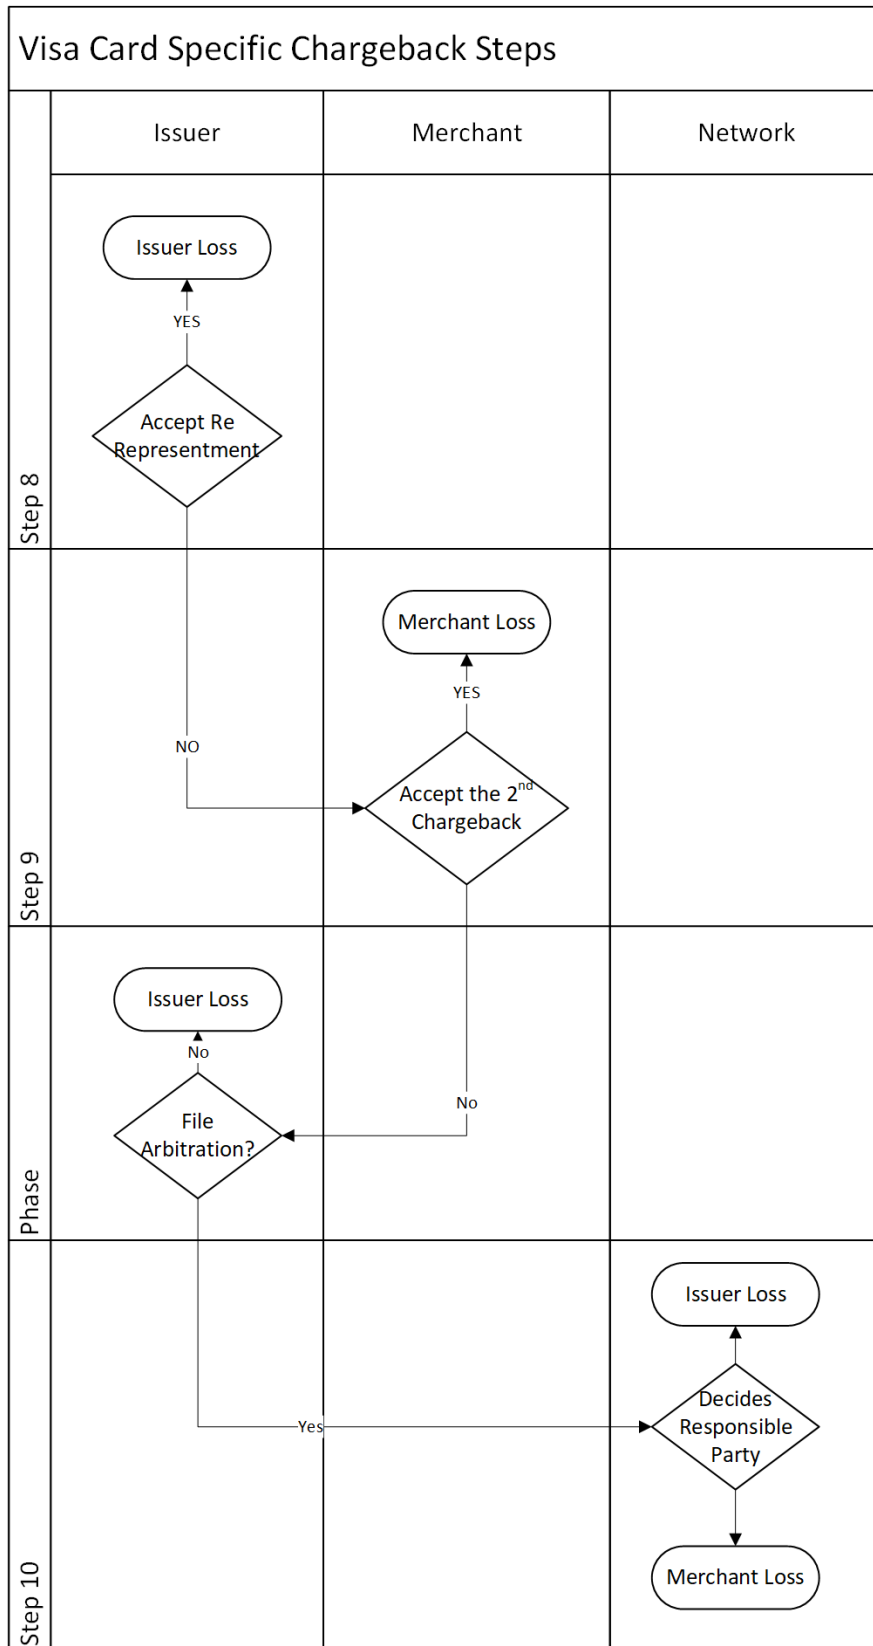 Visa Card Specific Chargeback Steps
Issuer
Merchant
Network
Step 8
Issuer Loss
YES
Accept Re
Representment
Step 9
NO
Merchant Loss
YES
Accept the 2nd
Chargeback
Phase
Issuer Loss
No
File
Arbitration?
No
Step 10
Yes
Issuer Loss
Decides
Responsible
Party
Merchant Loss